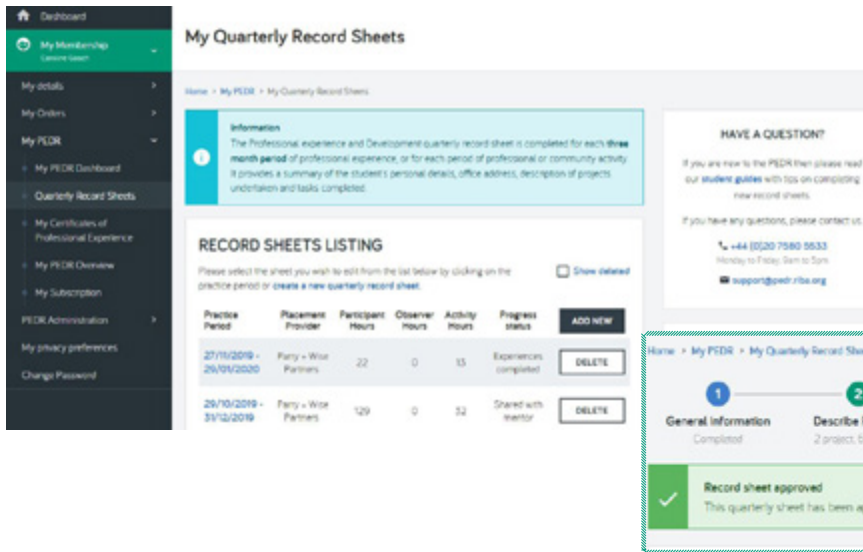 Dashboard
My Membership
My details
My Orders
My PEDR
My PEDR Dashboard
Quarterly Record Sheets
My Certificates of
Professional Experience
My PEDR Overview
My Subscription
PEDR Administration
My privacy preferences
Change Password
My Quarterly Record Sheets
Home > My PEDR > My Quarterly Record Sheets
Information
The Professional experience and Development quarterly record sheet is completed for each three
month period of professional experience, or for each period of professional or community activity.
It provides a summary of the student's personal details, office address, description of projects
undertaken and tasks completed.
RECORD SHEETS LISTING
Please select the sheet you wish to edit from the list below by clicking on the
practice period or create a new quarterly record sheet.
Show deleted
Practice Period Placement Provider Participant Hours Observer Hours Activity Hours Progress status ADD NEW
27/11/2019 - 29/01/2020 Parry + Wise Partners 22 0 13 Experiences completed DELETE
29/10/2019 - 31/12/2019 Parry + Wise Partners 129 0 32 Shared with mentor DELETE
HAVE A QUESTION?
If you are new to the PEDR then please read
our student guides with tips on completing
new record sheets.
If you have any questions, please contact us.
+44 (0)20 7580 5533
Monday to Friday, 9am to 5pm
support@pedr.riba.org
Home > My PEDR > My Quarterly Record She
1
2
General Information
Completed
Describe
2 project,
Record sheet approved
This quarterly sheet has been a